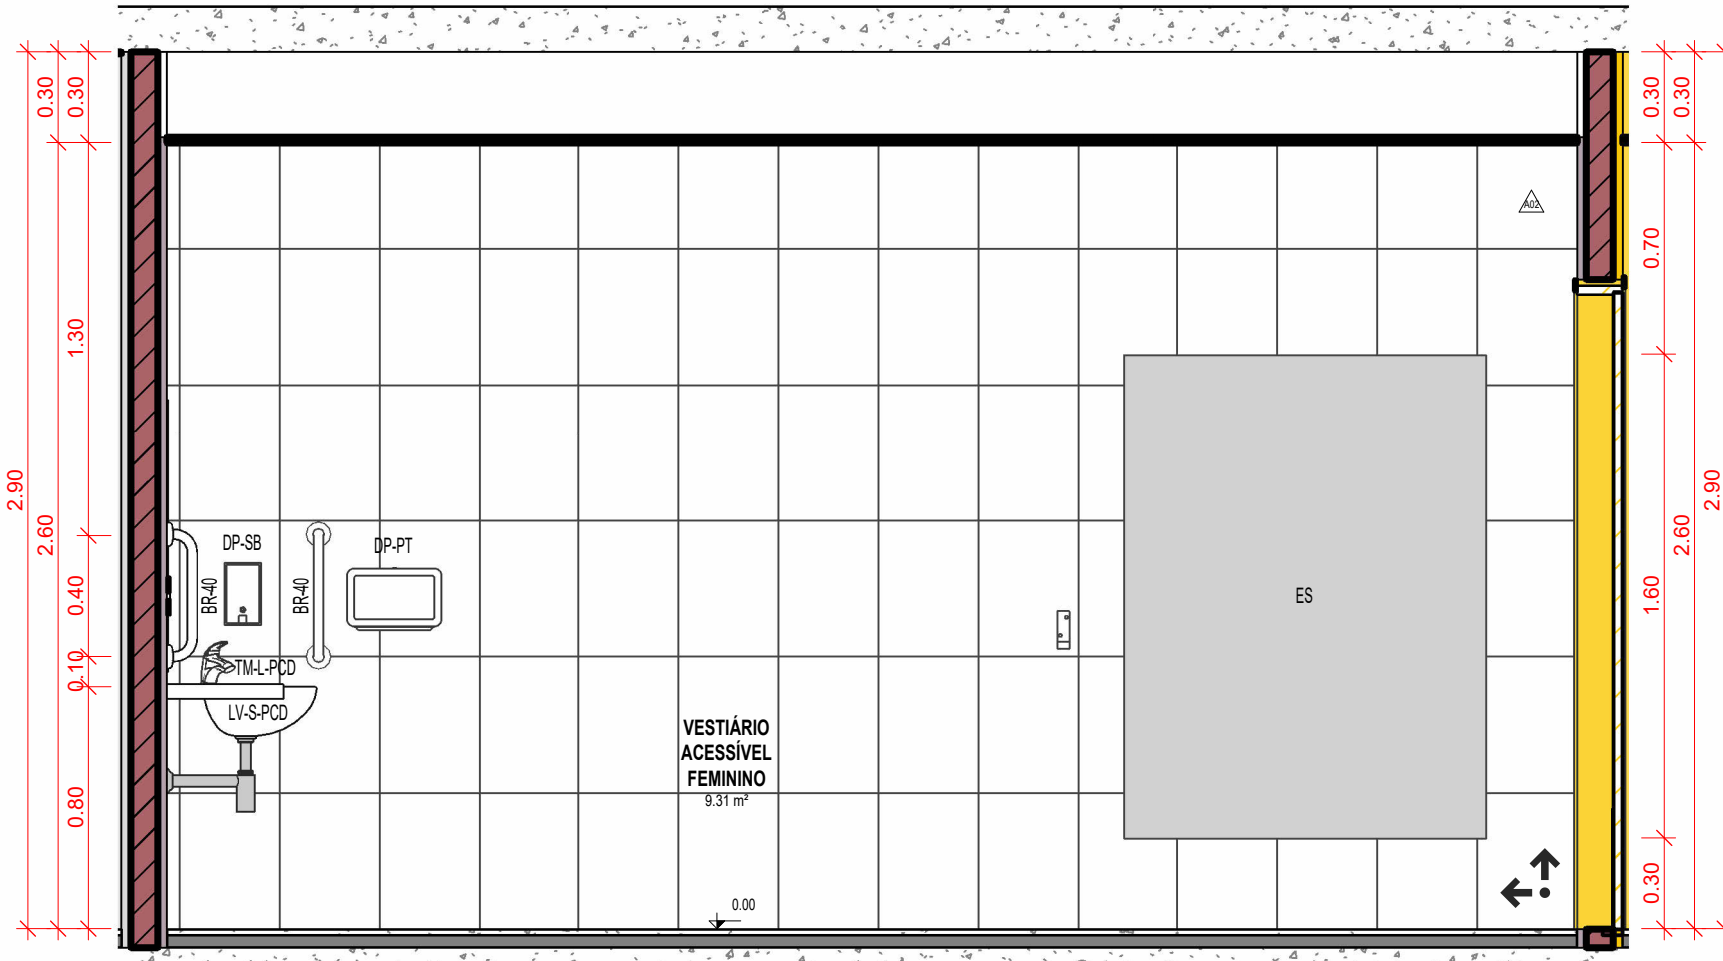 0.30
0.30
0.30
0.30
A02
0.70
1.30
2.90
2.60
2.60
2.90
DP-SB
DP-PT
BR-40
BR-40
0.40
ES
1.60
TM-L-PCD
0.10
LV-S-PCD
VESTIÁRIO
ACESSÍVEL
FEMININO
9.31 m²
0.80
0.30
0.00